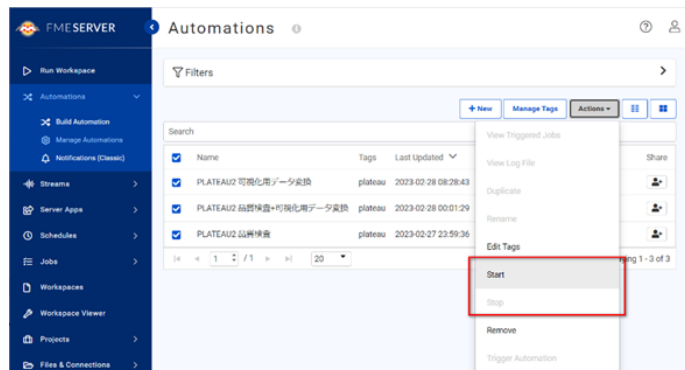 FMESERVER
Automations
Run Workspace
Filters
Automations
+ New
Manage Tags
Actions
Build Automation
Search
View Triggered Jobs
Manage Automations
Name
Tags
Last Updated
View Log File
Share
Notifications (Classic)
PLATEAU2 可視化用データ変換
plateau
2023-02-28 08:28:43
Duplicate
Streams
PLATEAU2 品質検査+可視化用データ変換
plateau
2023-02-28 00:01:29
Rename
Server Apps
PLATEAU2 品質検査
plateau
2023-02-27 23:59:36
Schedules
Edit Tags
1 / 1
20
1 - 3 of 3
Jobs
Start
Workspaces
Stop
Workspace Viewer
Remove
Projects
Trigger Automation
Files & Connections